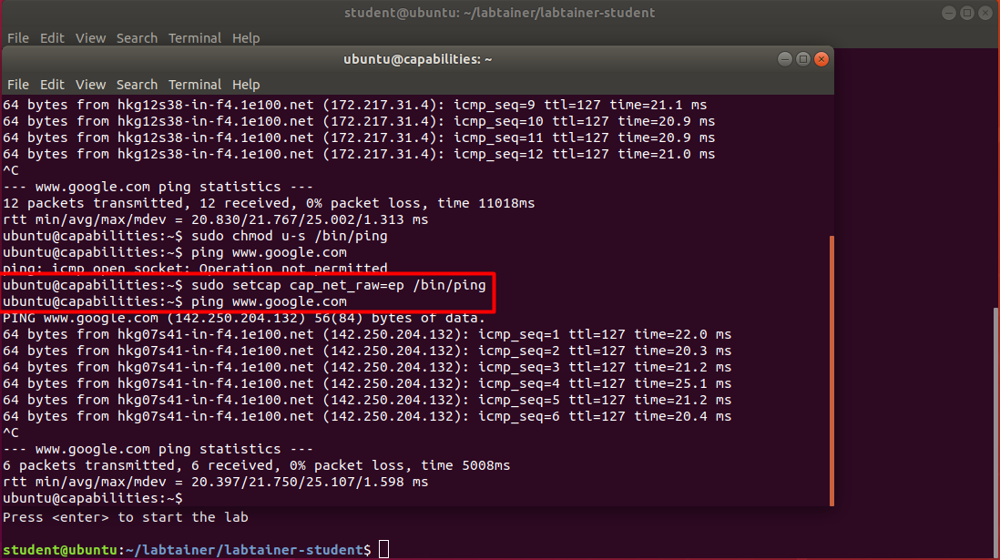 student@ubuntu: ~/labtainer/labtainer-student
File Edit View Search Terminal Help
ubuntu@capabilities: ~
File Edit View Search Terminal Help
64 bytes from hkg12s38-in-f4.1e100.net (172.217.31.4): icmp_seq=9 ttl=127 time=21.1 ms
64 bytes from hkg12s38-in-f4.1e100.net (172.217.31.4): icmp_seq=10 ttl=127 time=20.9 ms
64 bytes from hkg12s38-in-f4.1e100.net (172.217.31.4): icmp_seq=11 ttl=127 time=20.9 ms
64 bytes from hkg12s38-in-f4.1e100.net (172.217.31.4): icmp_seq=12 ttl=127 time=21.0 ms
^C
--- www.google.com ping statistics ---
12 packets transmitted, 12 received, 0% packet loss, time 11018ms
rtt min/avg/max/mdev = 20.830/21.767/25.002/1.313 ms
ubuntu@capabilities:~$ sudo chmod u-s /bin/ping
ubuntu@capabilities:~$ ping www.google.com
ping: icmp open socket: Operation not permitted
ubuntu@capabilities:~$ sudo setcap cap_net_raw=ep /bin/ping
ubuntu@capabilities:~$ ping www.google.com
PING www.google.com (142.250.204.132) 56(84) bytes of data.
64 bytes from hkg07s41-in-f4.1e100.net (142.250.204.132): icmp_seq=1 ttl=127 time=22.0 ms
64 bytes from hkg07s41-in-f4.1e100.net (142.250.204.132): icmp_seq=2 ttl=127 time=20.3 ms
64 bytes from hkg07s41-in-f4.1e100.net (142.250.204.132): icmp_seq=3 ttl=127 time=21.2 ms
64 bytes from hkg07s41-in-f4.1e100.net (142.250.204.132): icmp_seq=4 ttl=127 time=25.1 ms
64 bytes from hkg07s41-in-f4.1e100.net (142.250.204.132): icmp_seq=5 ttl=127 time=21.2 ms
64 bytes from hkg07s41-in-f4.1e100.net (142.250.204.132): icmp_seq=6 ttl=127 time=20.4 ms
^C
--- www.google.com ping statistics ---
6 packets transmitted, 6 received, 0% packet loss, time 5008ms
rtt min/avg/max/mdev = 20.397/21.750/25.107/1.598 ms
ubuntu@capabilities:~$
Press <enter> to start the lab
student@ubuntu:~/labtainer/labtainer-student$